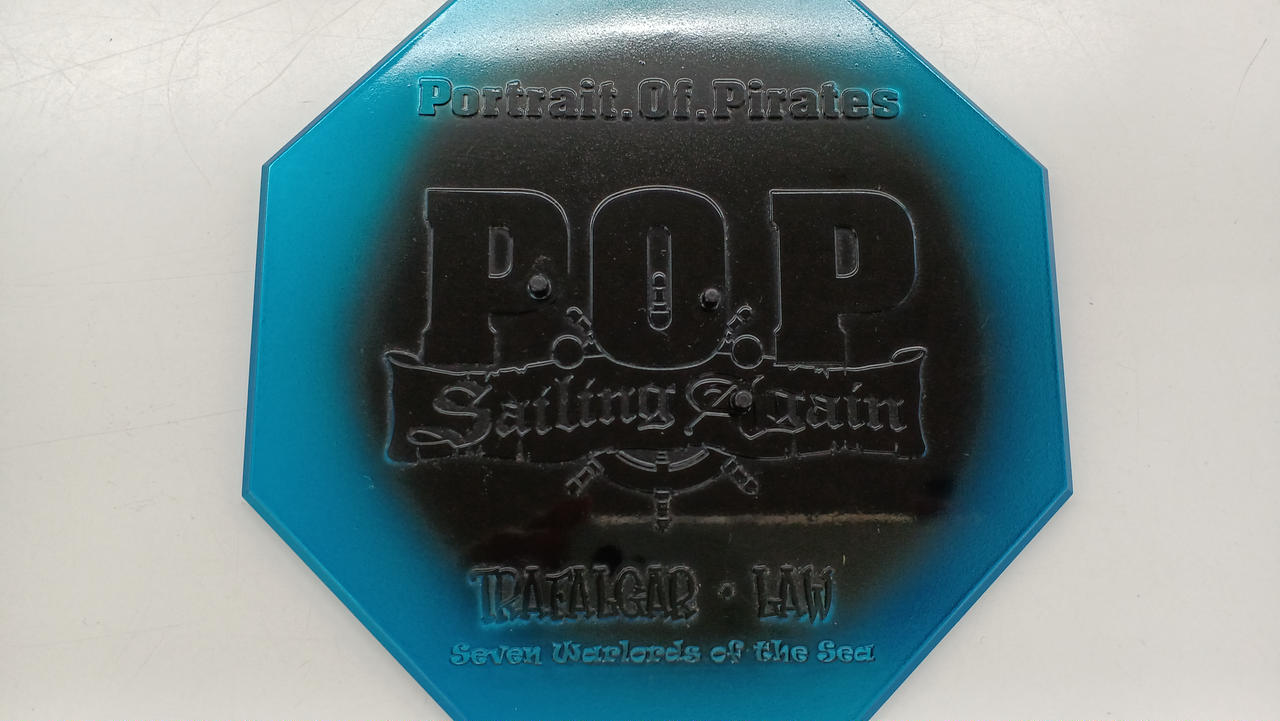 Portrait.Of.Pirates
P.O.P
Sailing Again
TRAFALGAR · LAW
Seven Warlords of the Sea